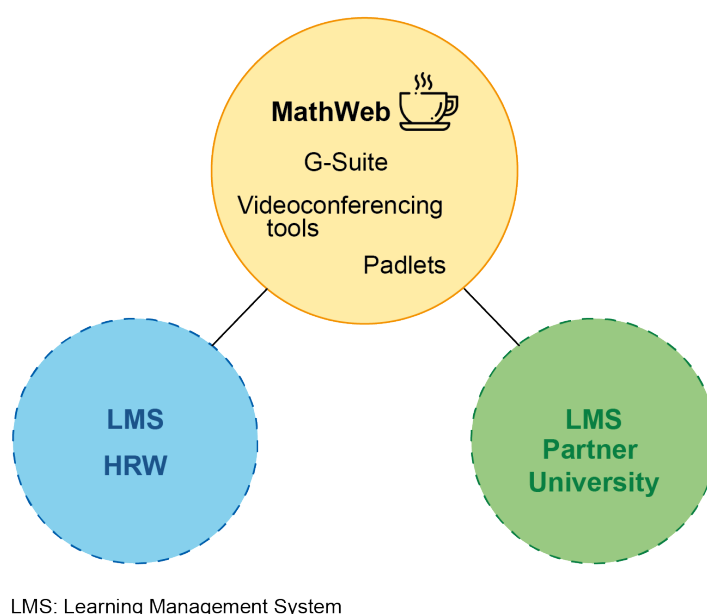 MathWeb
G-Suite
Videoconferencing
tools
Padlets
LMS
HRW
LMS
Partner
University
LMS: Learning Management System